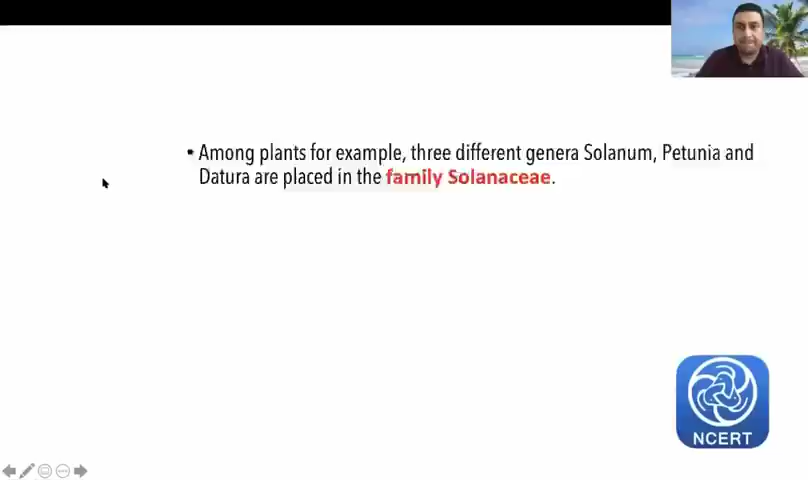 • Among plants for example, three different genera Solanum, Petunia and
Datura are placed in the family Solanaceae.
NCERT